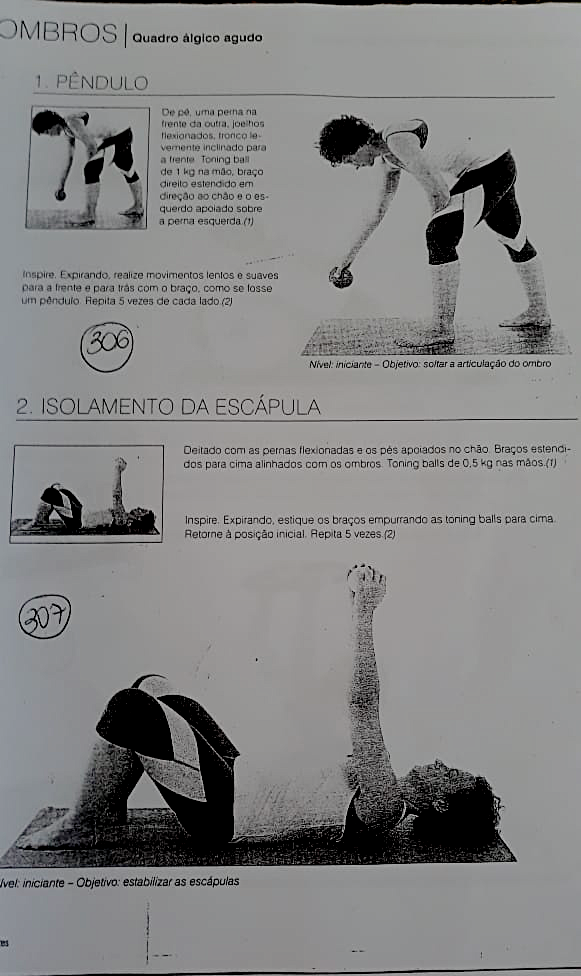 OMBROS | Quadro álgico agudo
1. PÊNDULO
De pé, uma perna na
frente da outra, joelhos
flexionados, tronco le-
vemente inclinado para
a frente. Toning ball
de 1 kg na mão, braço
direito estendido em
direção ao chão e o es-
querdo apoiado sobre
a perna esquerda.(1)
Inspire. Expirando, realize movimentos lentos e suaves
para a frente e para trás com o braço, como se fosse
um pêndulo. Repita 5 vezes de cada lado.(2)
306
Nível: iniciante – Objetivo: soltar a articulação do ombro
2. ISOLAMENTO DA ESCÁPULA
Deitado com as pernas flexionadas e os pés apoiados no chão. Braços estendi-
dos para cima alinhados com os ombros. Toning balls de 0,5 kg nas mãos.(1)
Inspire. Expirando, estique os braços empurrando as toning balls para cima.
Retorne à posição inicial. Repita 5 vezes.(2)
307
ível: iniciante – Objetivo: estabilizar as escápulas